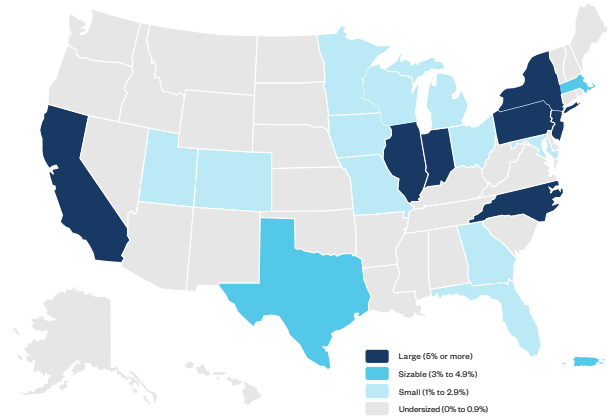 Large (5% or more)
Sizable (3% to 4.9%)
Small (1% to 2.9%)
Undersized (0% to 0.9%)